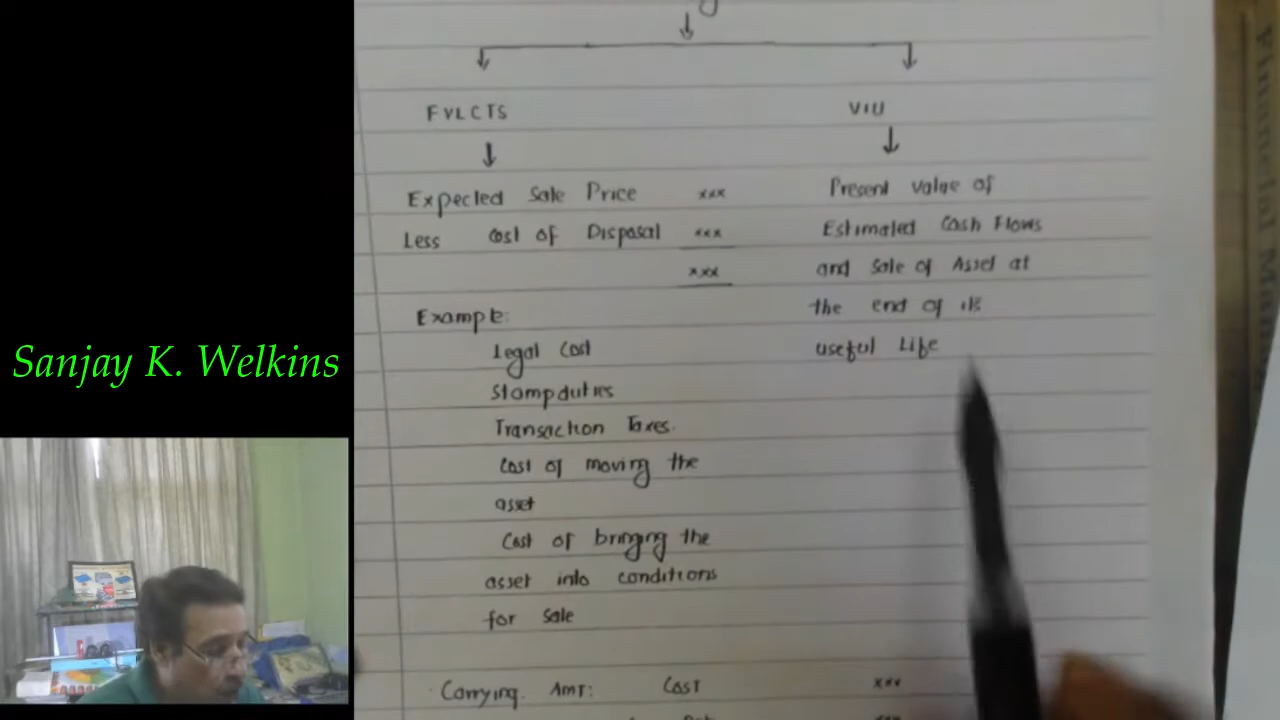 FVLCTS
VIU
Expected Sale Price xxx
Less Cost of Disposal xxx
xxx
Example:
Legal Cost
Stampduties
Transaction Taxes.
Cost of moving the
asset
Cost of bringing the
asset into conditions
for Sale
Present Value of
Estimated Cash Flows
and Sale of Asset at
the end of its
useful Life
Carrying AMT: Cost xxx
Sanjay K. Welkins